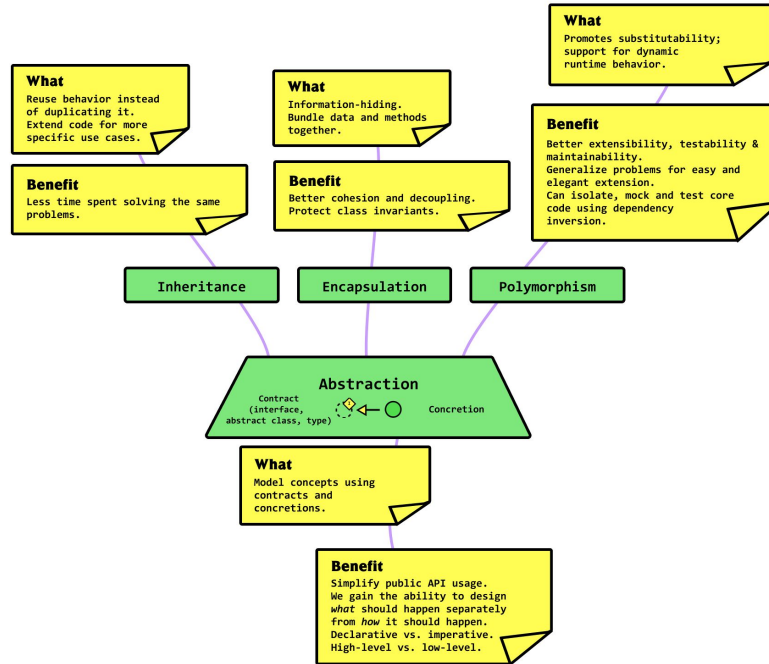 What
Promotes substitutability;
support for dynamic
runtime behavior.
What
Reuse behavior instead
of duplicating it.
Extend code for more
specific use cases.
What
Information-hiding.
Bundle data and methods
together.
Benefit
Better extensibility, testability &
maintainability.
Generalize problems for easy and
elegant extension.
Can isolate, mock and test core
code using dependency
inversion.
Benefit
Less time spent solving the same
problems.
Benefit
Better cohesion and decoupling.
Protect class invariants.
Inheritance
Encapsulation
Polymorphism
Abstraction
Contract
(interface,
abstract class, type)
Concretion
What
Model concepts using
contracts and
concretions.
Benefit
Simplify public API usage.
We gain the ability to design
what should happen separately
from how it should happen.
Declarative vs. imperative.
High-level vs. low-level.